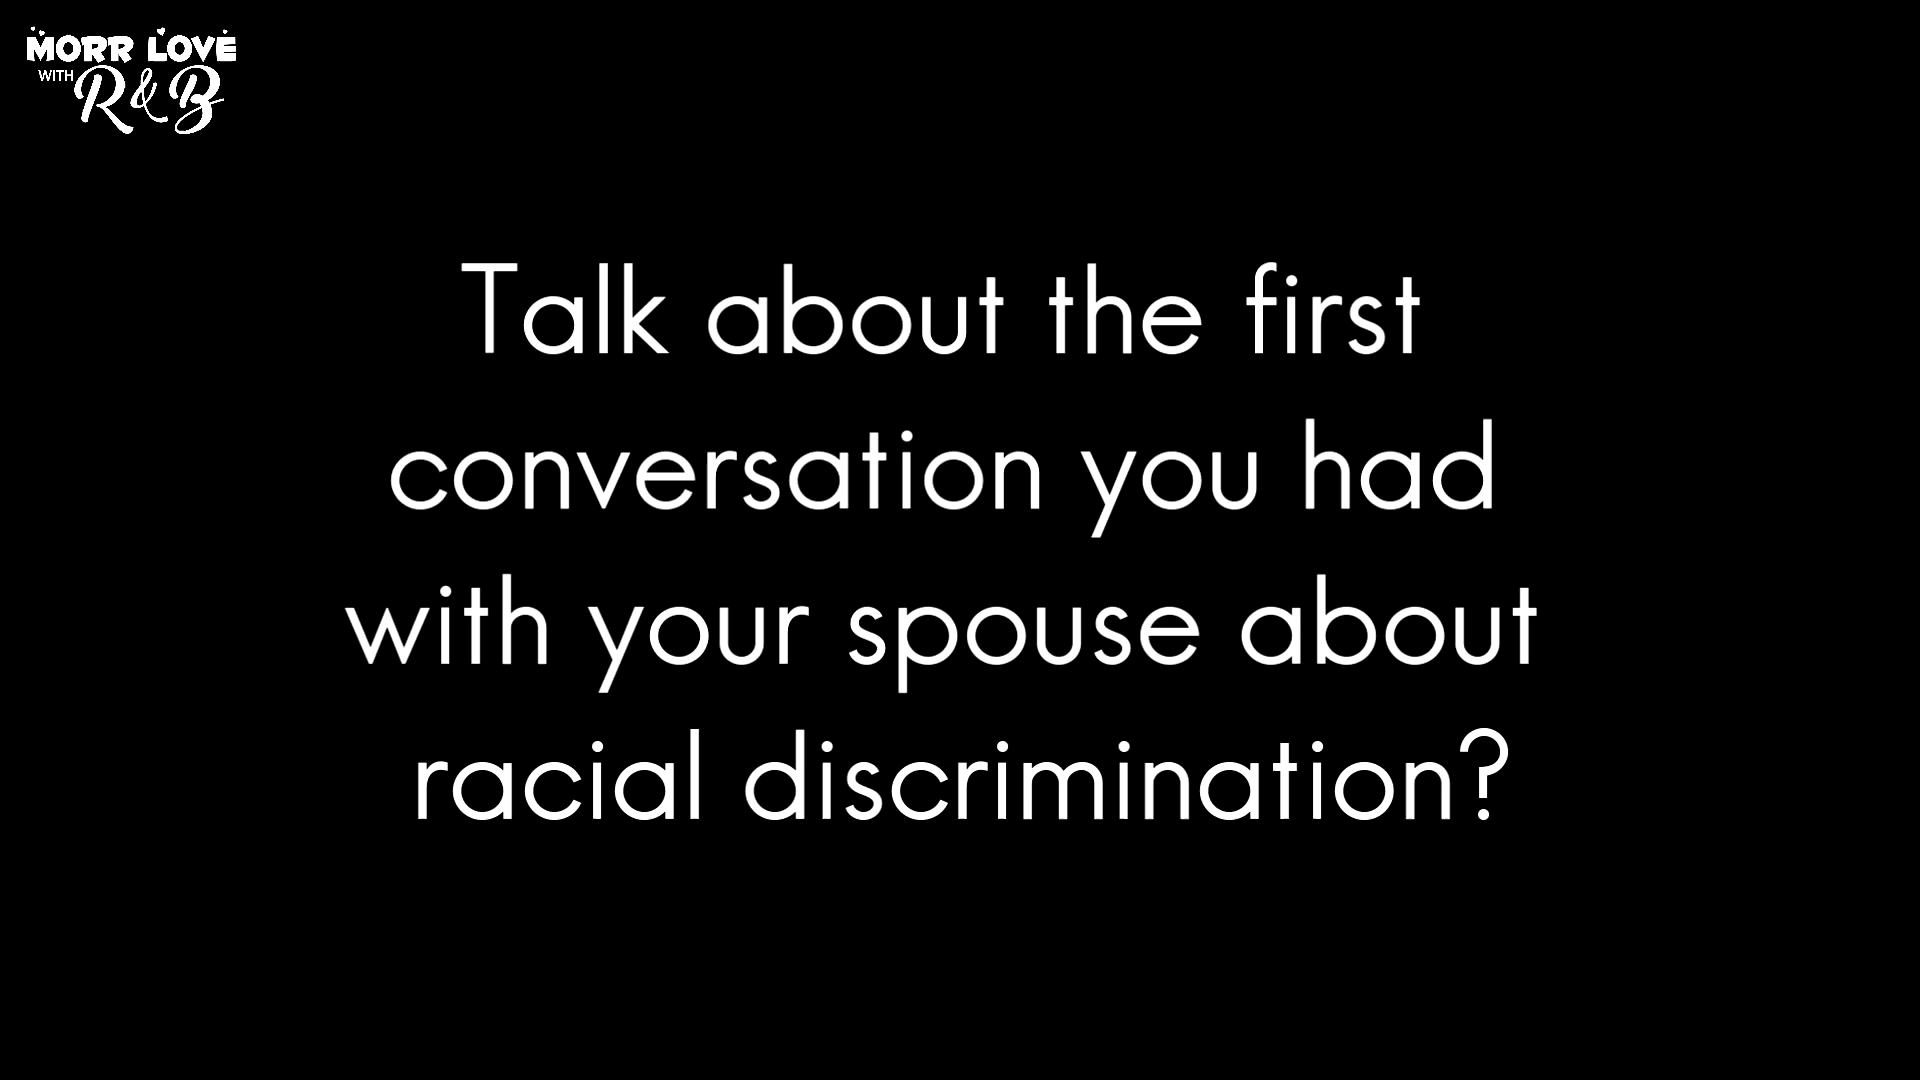 MORR LOVE
WITH R&B
Talk about the first
conversation you had
with your spouse about
racial discrimination?